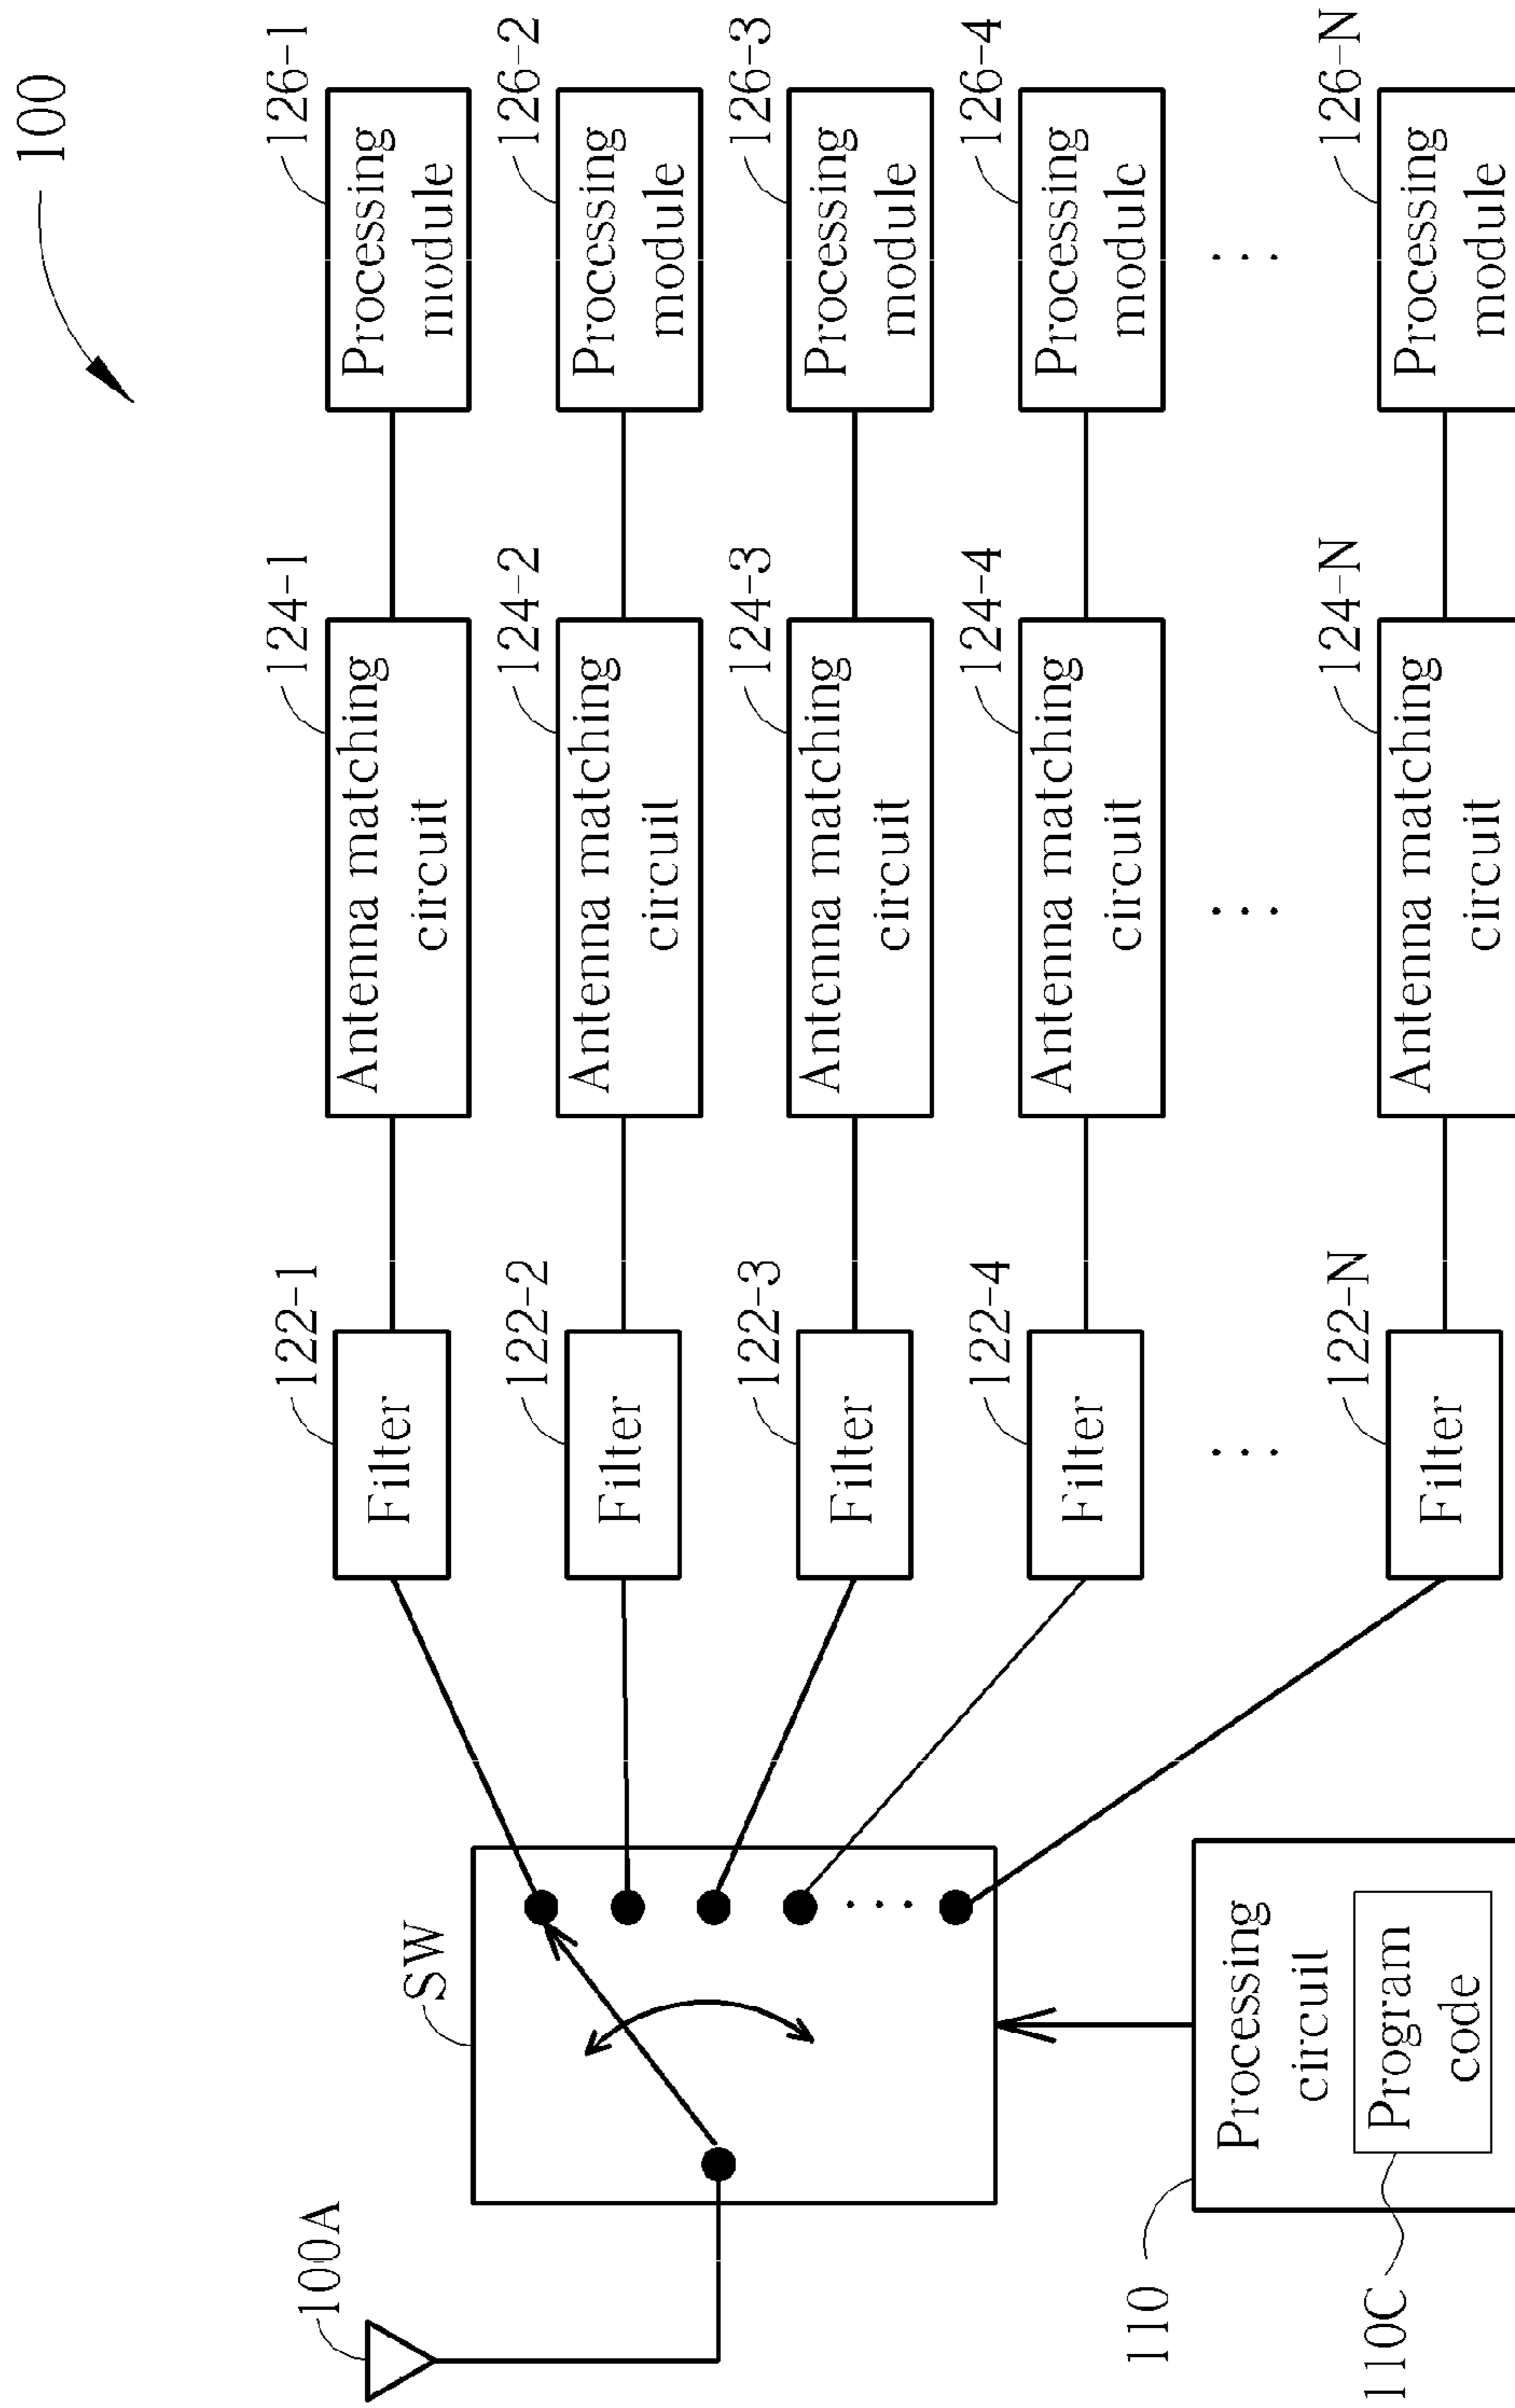 100
100A
SW
122-1
Filter
124-1
Antenna matching
circuit
126-1
Processing
module
122-2
Filter
124-2
Antenna matching
circuit
126-2
Processing
module
122-3
Filter
124-3
Antenna matching
circuit
126-3
Processing
module
122-4
Filter
124-4
Antenna matching
circuit
126-4
Processing
module
...
...
...
...
122-N
Filter
124-N
Antenna matching
circuit
126-N
Processing
module
110
Processing
circuit
110C
Program
code